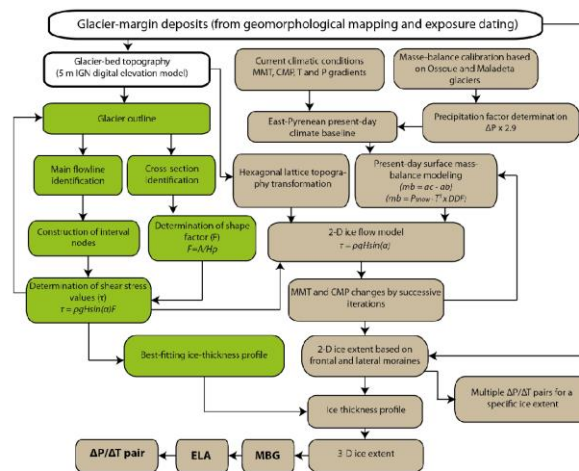 Glacier-margin deposits (from geomorphological mapping and exposure dating)
Glacier-bed topography
(5 m IGN digital elevation model)
Current climatic conditions
MMT, CMP, T and P gradients
Masse-balance calibration based
on Ossoue and Maladeta
glaciers
Glacier outline
East-Pyrenean present-day
climate baseline
Precipitation factor determination
ΔP x 2.9
Main flowline
identification
Cross section
identification
Hexagonal lattice topogra-
phy transformation
Present-day surface mass-
balance modeling
(mb = ac - ab)
(mb = Psnow - T° x DDF)
Construction of interval
nodes
Determination of shape
factor (F)
F=A/Hp
2-D ice flow model
τ = ρgHsin(α)
Determination of shear stress
values (τ)
τ = ρgHsin(α)F
MMT and CMP changes by successive
iterations
Best-fitting ice-thickness profile
2-D ice extent based on
frontal and lateral moraines
Multiple ΔP/ΔT pairs for
a specific ice extent
Ice thickness profile
ΔP/ΔT pair
ELA
MBG
3-D ice extent